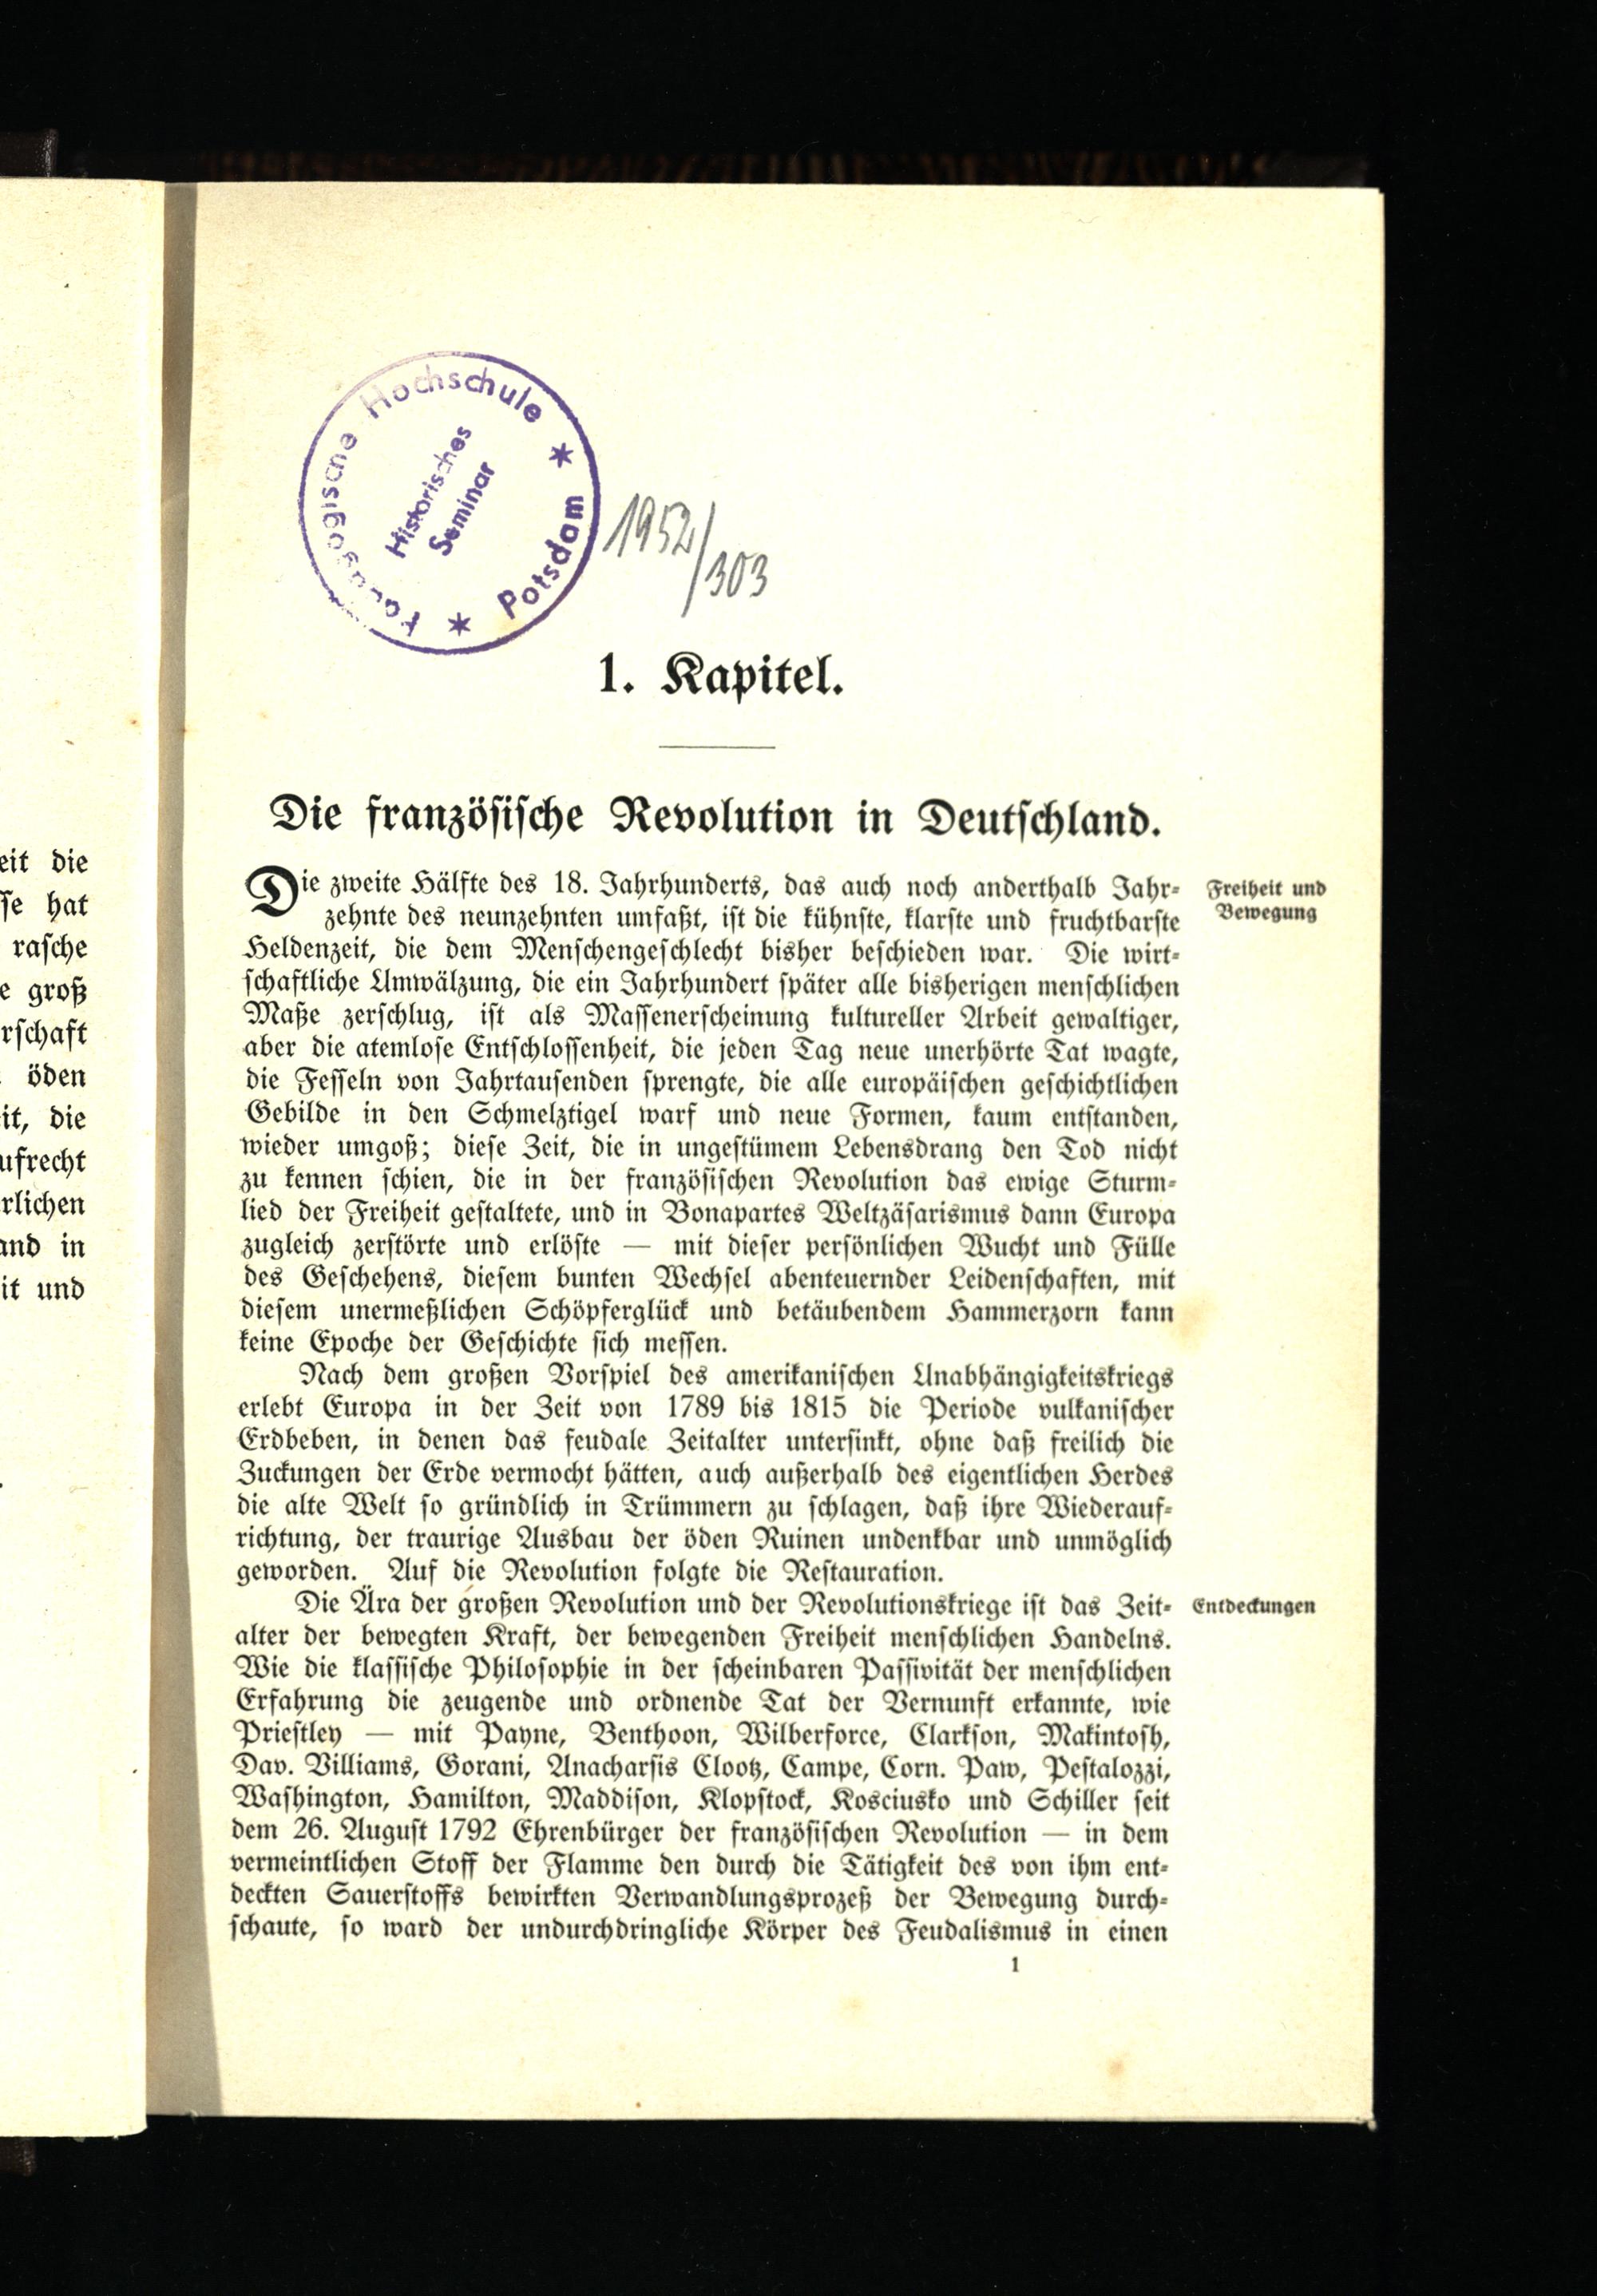 eit die
sse hat
rasche
e groß
rschaft
öden
it, die
ufrecht
rlichen
and in
it und
Pädagogische Hochschule * Potsdam *
Historisches
Seminar
1952/303
1. Kapitel.
Die französische Revolution in Deutschland.
Die zweite Hälfte des 18. Jahrhunderts, das auch noch anderthalb Jahr-
zehnte des neunzehnten umfaßt, ist die kühnste, klarste und fruchtbarste
Heldenzeit, die dem Menschengeschlecht bisher beschieden war. Die wirt-
schaftliche Umwälzung, die ein Jahrhundert später alle bisherigen menschlichen
Maße zerschlug, ist als Massenerscheinung kultureller Arbeit gewaltiger,
aber die atemlose Entschlossenheit, die jeden Tag neue unerhörte Tat wagte,
die Fesseln von Jahrtausenden sprengte, die alle europäischen geschichtlichen
Gebilde in den Schmelztigel warf und neue Formen, kaum entstanden,
wieder umgoß; diese Zeit, die in ungestümem Lebensdrang den Tod nicht
zu kennen schien, die in der französischen Revolution das ewige Sturm-
lied der Freiheit gestaltete, und in Bonapartes Weltzäsarismus dann Europa
zugleich zerstörte und erlöste — mit dieser persönlichen Wucht und Fülle
des Geschehens, diesem bunten Wechsel abenteuernder Leidenschaften, mit
diesem unermeßlichen Schöpferglück und betäubendem Hammerzorn kann
keine Epoche der Geschichte sich messen.
Freiheit und
Bewegung
Nach dem großen Vorspiel des amerikanischen Unabhängigkeitskriegs
erlebt Europa in der Zeit von 1789 bis 1815 die Periode vulkanischer
Erdbeben, in denen das feudale Zeitalter untersinkt, ohne daß freilich die
Zuckungen der Erde vermocht hätten, auch außerhalb des eigentlichen Herdes
die alte Welt so gründlich in Trümmern zu schlagen, daß ihre Wiederauf-
richtung, der traurige Ausbau der öden Ruinen undenkbar und unmöglich
geworden. Auf die Revolution folgte die Restauration.
Die Ära der großen Revolution und der Revolutionskriege ist das Zeit-
alter der bewegten Kraft, der bewegenden Freiheit menschlichen Handelns.
Wie die klassische Philosophie in der scheinbaren Passivität der menschlichen
Erfahrung die zeugende und ordnende Tat der Vernunft erkannte, wie
Priestley — mit Payne, Benthoon, Wilberforce, Clarkson, Makintosh,
Dav. Villiams, Gorani, Anacharsis Clootz, Campe, Corn. Paw, Pestalozzi,
Washington, Hamilton, Maddison, Klopstock, Kosciusko und Schiller seit
dem 26. August 1792 Ehrenbürger der französischen Revolution — in dem
vermeintlichen Stoff der Flamme den durch die Tätigkeit des von ihm ent-
deckten Sauerstoffs bewirkten Verwandlungsprozeß der Bewegung durch-
schaute, so ward der undurchdringliche Körper des Feudalismus in einen
Entdeckungen
1